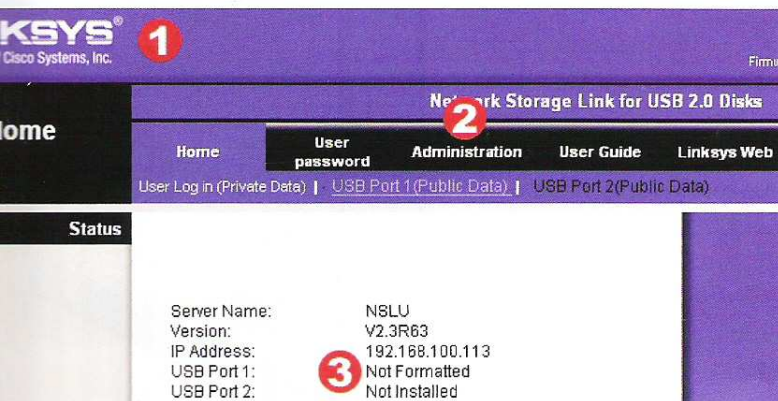 KSYS®
Cisco Systems, Inc.
1
Firmw
Network Storage Link for USB 2.0 Disks
2
Home
Home
User password
Administration
User Guide
Linksys Web
User Log in (Private Data) | USB Port 1(Public Data) | USB Port 2(Public Data)
Status
Server Name: NSLU
Version: V2.3R63
IP Address: 192.168.100.113
USB Port 1: Not Formatted
3
USB Port 2: Not Installed